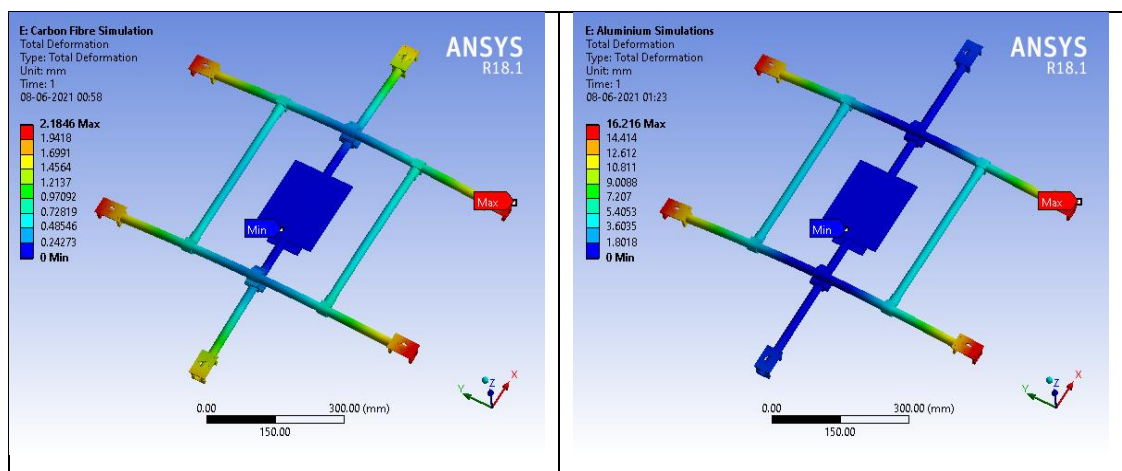 E: Carbon Fibre Simulation
Total Deformation
Type: Total Deformation
Unit: mm
Time: 1
08-06-2021 00:58
ANSYS
R18.1
2.1846 Max
1.9418
1.6991
1.4564
1.2137
0.97092
0.72819
0.48546
0.24273
0 Min
Max
Min
0.00
300.00 (mm)
150.00
Y
Z
X
E: Aluminium Simulations
Total Deformation
Type: Total Deformation
Unit: mm
Time: 1
08-06-2021 01:23
ANSYS
R18.1
16.216 Max
14.414
12.612
10.811
9.0088
7.207
5.4053
3.6035
1.8018
0 Min
Max
Min
0.00
300.00 (mm)
150.00
Y
Z
X